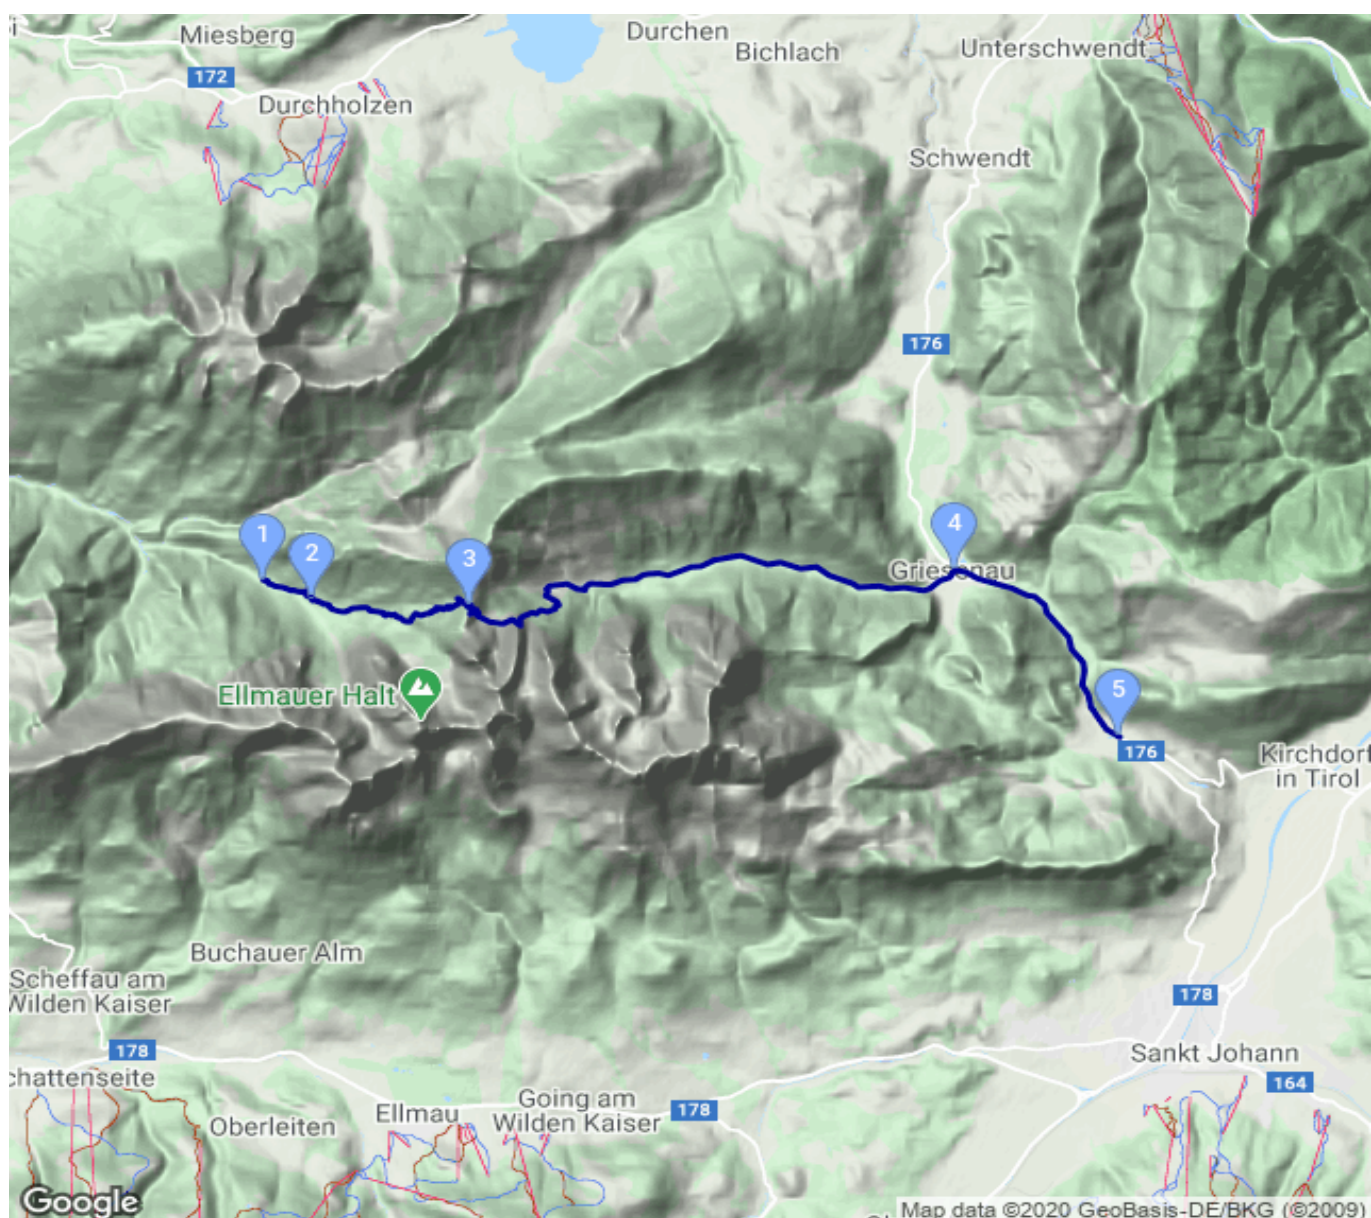 Miesberg
Durchen
Bichlach
Unterschwendt
172
Durchholzen
Schwendt
176
1
2
3
4
Griesenau
Ellmauer Halt
5
176
Kirchdorf
in Tirol
Buchauer Alm
Scheffau am
Wilden Kaiser
178
178
Sankt Johann
chattenseite
164
Oberleiten
Ellmau
Going am
Wilden Kaiser
178
Google
Map data ©2020 GeoBasis-DE/BKG (©2009)